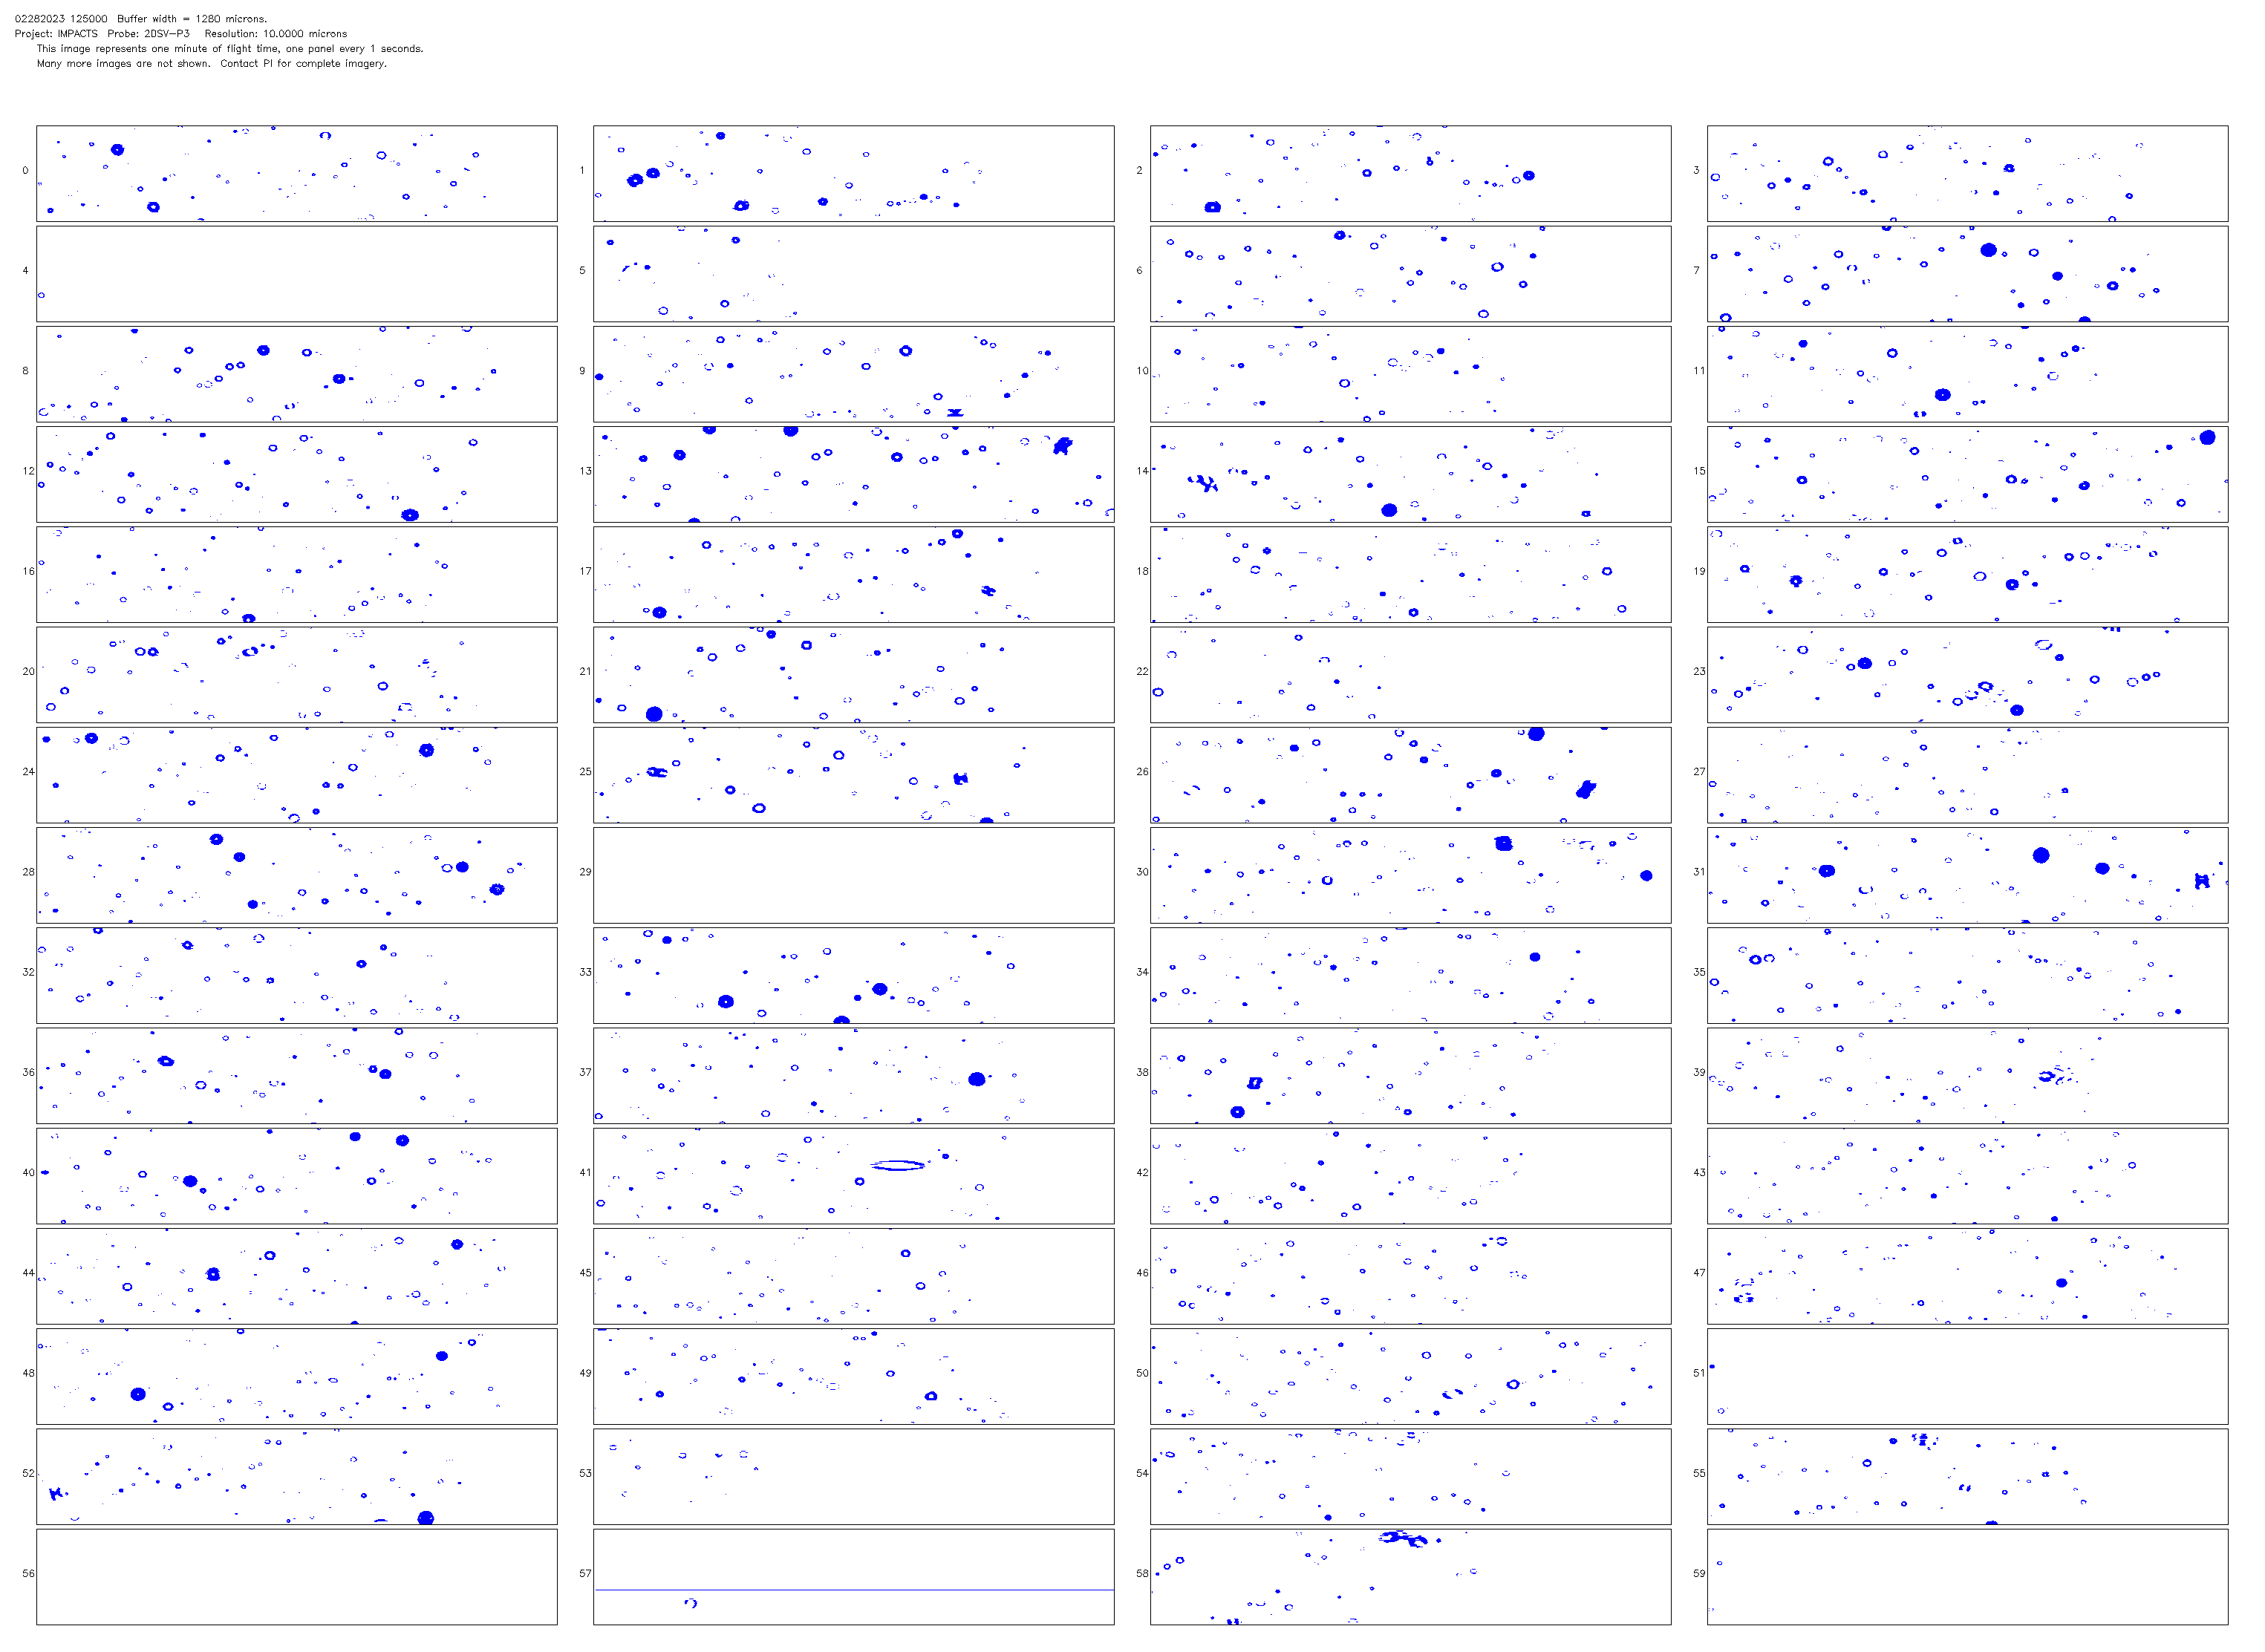 02282023 125000  Buffer width = 1280 microns.
Project: IMPACTS  Probe: 2DSV-P3    Resolution: 10.0000 microns
This image represents one minute of flight time, one panel every 1 seconds.
Many more images are not shown.  Contact PI for complete imagery.
0 1 2 3
4 5 6 7
8 9 10 11
12 13 14 15
16 17 18 19
20 21 22 23
24 25 26 27
28 29 30 31
32 33 34 35
36 37 38 39
40 41 42 43
44 45 46 47
48 49 50 51
52 53 54 55
56 57 58 59